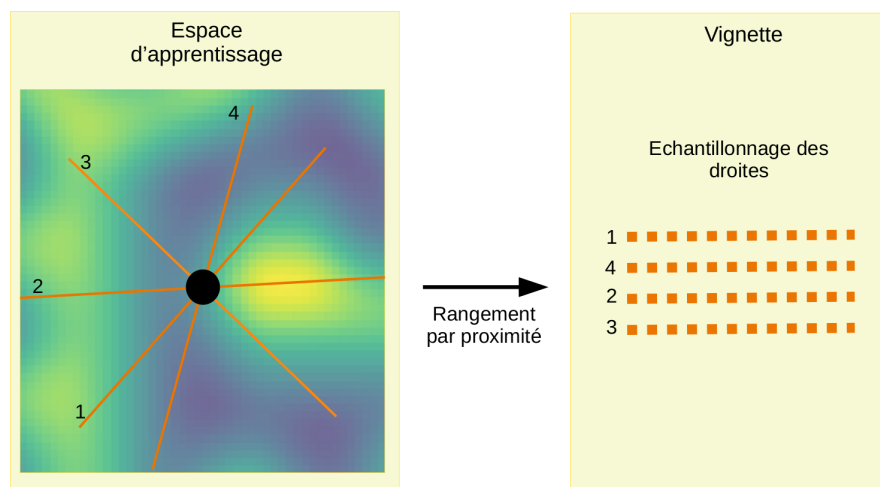 Espace
d'apprentissage
4
3
2
1
Rangement
par proximité
Vignette
Echantillonnage des
droites
1
4
2
3